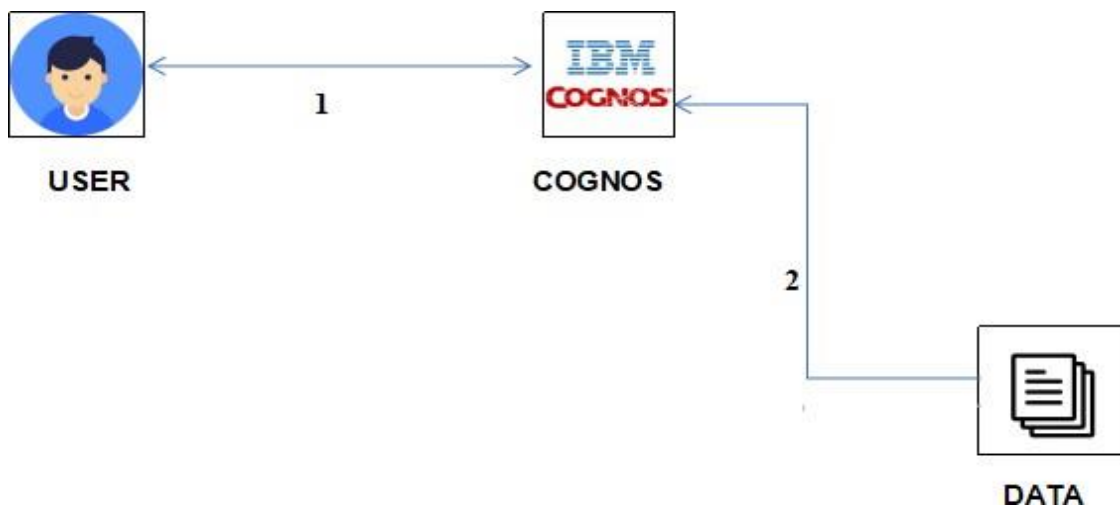 IBM
COGNOS
1
USER
COGNOS
2
DATA